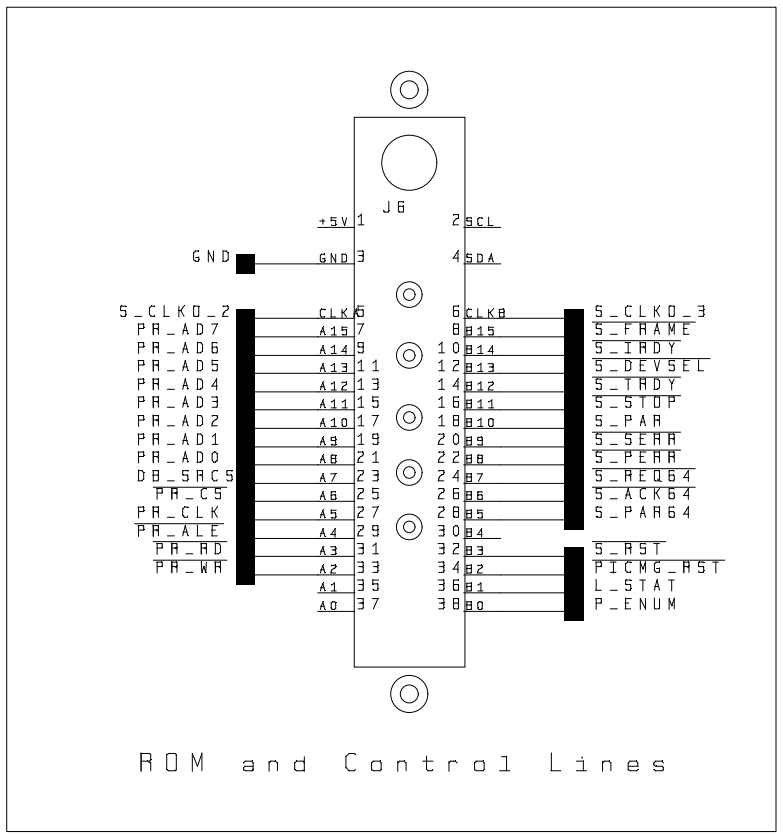 J6
+5V 1 2 SCL
GND GND 3 4 SDA
S_CLKO_2 CLKA 5 6 CLKB S_CLKO_3
PR_AD7 A15 7 8 B15 S_FRAME
PR_AD6 A14 9 10 B14 S_IRDY
PR_AD5 A13 11 12 B13 S_DEVSEL
PR_AD4 A12 13 14 B12 S_TRDY
PR_AD3 A11 15 16 B11 S_STOP
PR_AD2 A10 17 18 B10 S_PAR
PR_AD1 A9 19 20 B9 S_SERR
PR_AD0 A8 21 22 B8 S_PERR
DB_SRCS A7 23 24 B7 S_REQ64
PR_CS A6 25 26 B6 S_ACK64
PR_CLK A5 27 28 B5 S_PAR64
PR_ALE A4 29 30 B4
PR_RD A3 31 32 B3 S_RST
PR_WR A2 33 34 B2 PICMG_RST
A1 35 36 B1 L_STAT
A0 37 38 B0 P_ENUM
ROM and Control Lines